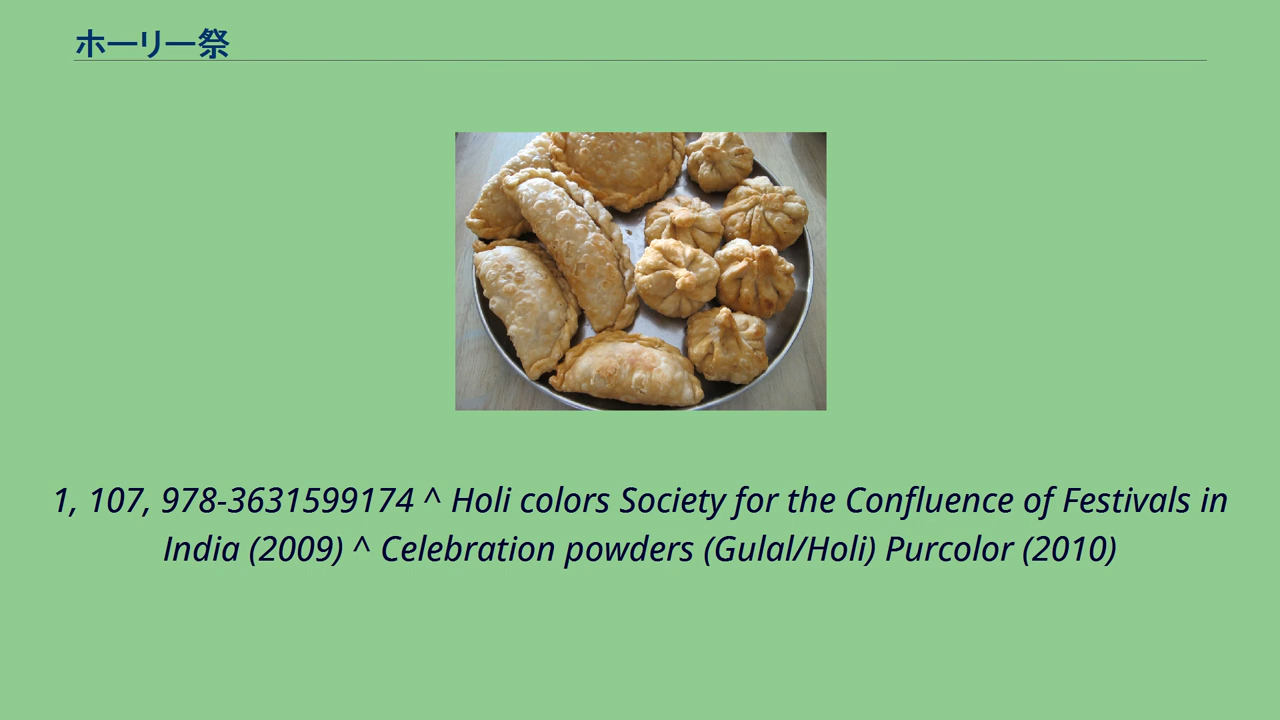 ホーリー祭
1, 107, 978-3631599174 ^ Holi colors Society for the Confluence of Festivals in
India (2009) ^ Celebration powders (Gulal/Holi) Purcolor (2010)